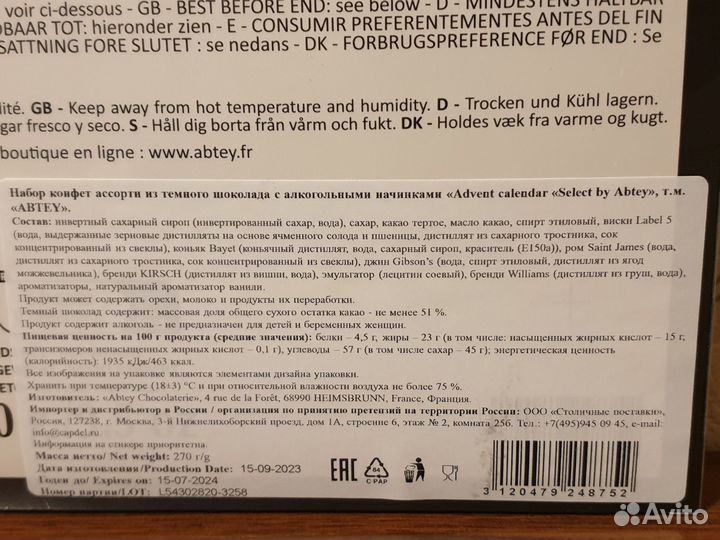 voir ci-dessous - GB - BEST BEFORE END: see below - D - MINDESTENS HALTBAR
DBAAR TOT: hieronder zien - E - CONSUMIR PREFERENTEMENTES ANTES DEL FIN
SÄTTNING FÖRE SLUTET : se nedans - DK - FORBRUGSPREFERENCE FØR END : Se
lité. GB - Keep away from hot temperature and humidity. D - Trocken und Kühl lagern.
gar fresco y seco. S - Håll dig borta från vårm och fukt. DK - Holdes væk fra varme og kugt.
boutique en ligne : www.abtey.fr
Набор конфет ассорти из темного шоколада с алкогольными начинками «Advent calendar «Select by Abtey», т.м.
«ABTEY».
Состав: инвертный сахарный сироп (инвертированный сахар, вода), сахар, какао тертое, масло какао, спирт этиловый, виски Label 5
(вода, выдержанные зерновые дистилляты на основе ячменного солода и пшеницы, дистиллят из сахарного тростника, сок
концентрированный из свеклы), коньяк Bayet (коньячный дистиллят, вода, сахарный сироп, краситель (E150a)), ром Saint James (вода,
дистиллят из сахарного тростника, сок концентрированный из свеклы), джин Gibson's (вода, спирт этиловый, дистиллят из ягод
можжевельника), бренди KIRSCH (дистиллят из вишни, вода), эмульгатор (лецитин соевый), бренди Williams (дистиллят из груш, вода),
ароматизаторы, натуральный ароматизатор ванили.
Продукт может содержать орехи, молоко и продукты их переработки.
Темный шоколад содержит: массовая доля общего сухого остатка какао - не менее 51 %.
Продукт содержит алкоголь - не предназначен для детей и беременных женщин.
Пищевая ценность на 100 г продукта (средние значения): белки – 4,5 г, жиры – 23 г (в том числе: насыщенных жирных кислот – 15 г,
трансизомеров ненасыщенных жирных кислот – 0,1 г), углеводы – 57 г (в том числе сахар – 45 г); энергетическая ценность
(калорийность): 1935 кДж/463 ккал.
Все изображения на упаковке являются элементами дизайна упаковки.
Хранить при температуре (18±3) °C и при относительной влажности воздуха не более 75 %.
Изготовитель: «Abtey Chocolaterie», 4 rue de la Forêt, 68990 HEIMSBRUNN, France, Франция.
Импортер и дистрибьютор в России / организация по принятию претензий на территории России: ООО «Столичные поставки»,
Россия, 127238, г. Москва, 3-й Нижнелихоборский проезд, дом 1А, строение 6, этаж № 2, комната 25б. Тел.:+7(495)945 09 45, e-mail:
info@capdel.ru.
Информация на стикере приоритетна.
Масса нетто/ Net weight: 270 г/g
Дата изготовления/Production Date: 15-09-2023
Годен до/ Expires on: 15-07-2024
Номер партии/LOT: L54302820-3258
EAC
84
C PAP
3 120479 248752
Avito